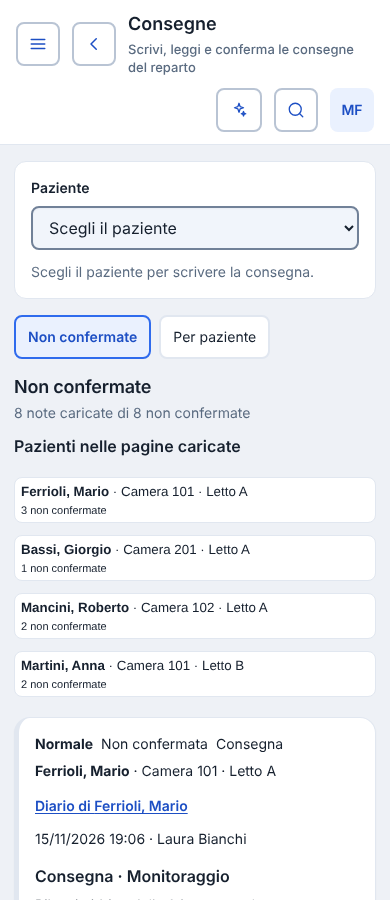 Consegne
Scrivi, leggi e conferma le consegne
del reparto
MF
Paziente
Scegli il paziente
Scegli il paziente per scrivere la consegna.
Non confermate
Per paziente
Non confermate
8 note caricate di 8 non confermate
Pazienti nelle pagine caricate
Ferrioli, Mario · Camera 101 · Letto A
3 non confermate
Bassi, Giorgio · Camera 201 · Letto A
1 non confermate
Mancini, Roberto · Camera 102 · Letto A
2 non confermate
Martini, Anna · Camera 101 · Letto B
2 non confermate
Normale Non confermata Consegna
Ferrioli, Mario · Camera 101 · Letto A
Diario di Ferrioli, Mario
15/11/2026 19:06 · Laura Bianchi
Consegna · Monitoraggio